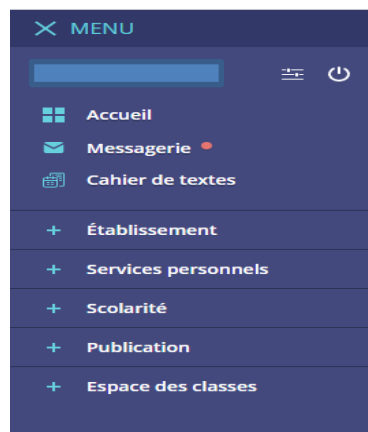 MENU
Accueil
Messagerie
Cahier de textes
Établissement
Services personnels
Scolarité
Publication
Espace des classes